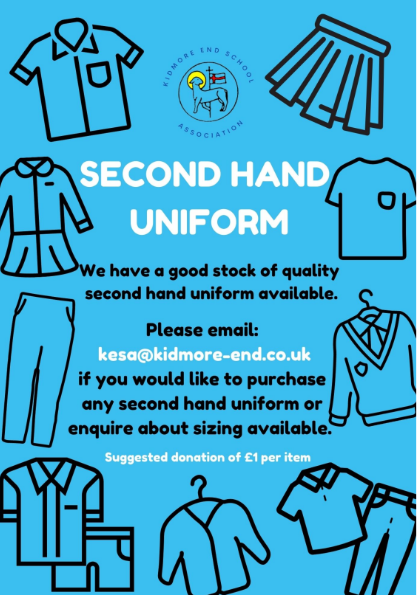 KIDMORE END SCHOOL
ASSOCIATION
SECOND HAND
UNIFORM
We have a good stock of quality
second hand uniform available.
Please email:
kesa@kidmore-end.co.uk
if you would like to purchase
any second hand uniform or
enquire about sizing available.
Suggested donation of £1 per item